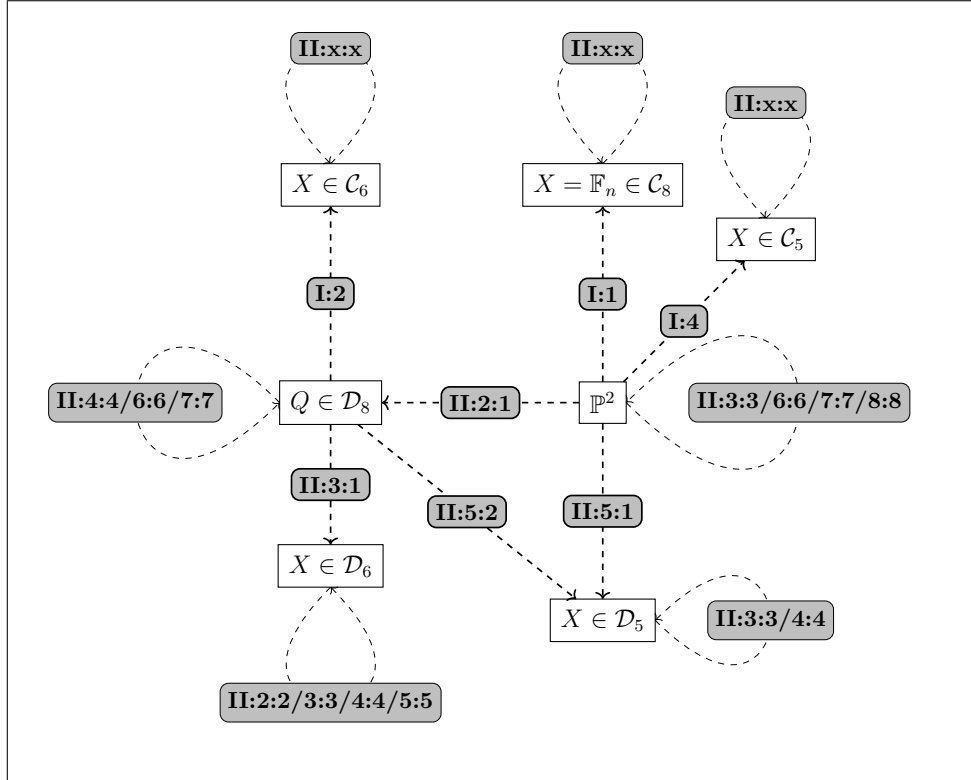 II:x:x
II:x:x
II:x:x
X ∈ 𝒞₆
X = 𝔽ₙ ∈ 𝒞₈
X ∈ 𝒞₅
I:2
I:1
I:4
II:4:4/6:6/7:7
Q ∈ 𝒟₈
II:2:1
ℙ²
II:3:3/6:6/7:7/8:8
II:3:1
II:5:2
II:5:1
X ∈ 𝒟₆
X ∈ 𝒟₅
II:3:3/4:4
II:2:2/3:3/4:4/5:5